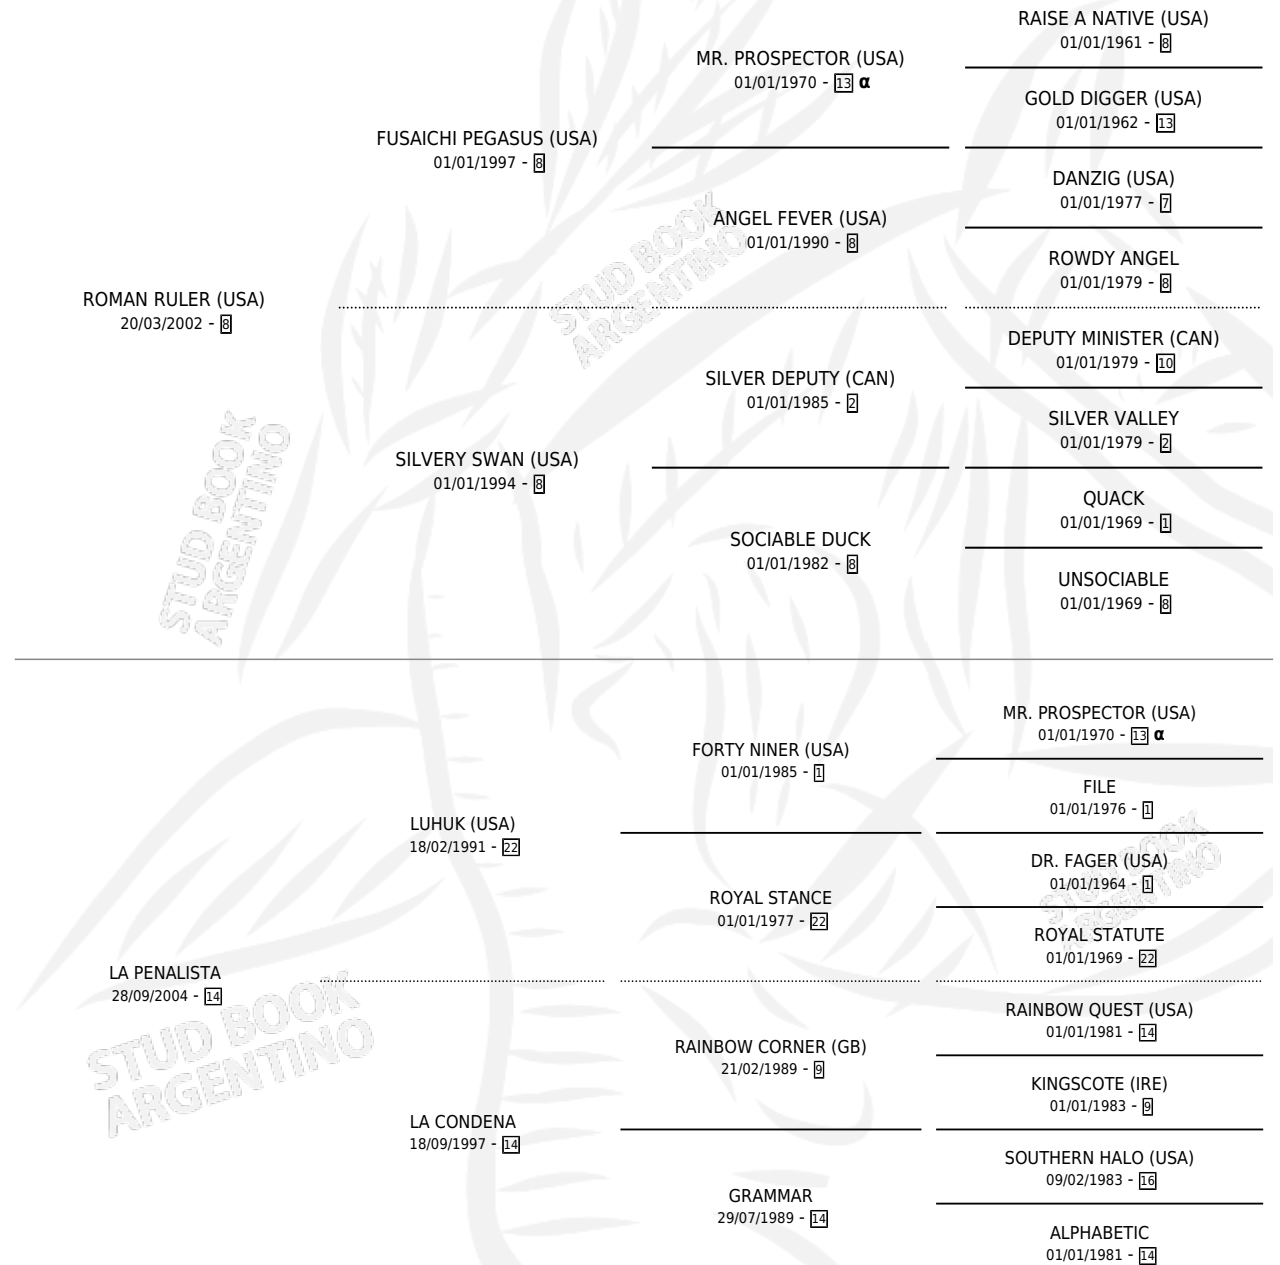 RAISE A NATIVE (USA)
01/01/1961 - 8
MR. PROSPECTOR (USA)
01/01/1970 - 13 α
GOLD DIGGER (USA)
01/01/1962 - 13
FUSAICHI PEGASUS (USA)
01/01/1997 - 8
DANZIG (USA)
01/01/1977 - 7
ANGEL FEVER (USA)
01/01/1990 - 8
ROWDY ANGEL
01/01/1979 - 8
STUD BOOK
ARGENTINO
ROMAN RULER (USA)
20/03/2002 - 8
DEPUTY MINISTER (CAN)
01/01/1979 - 10
SILVER DEPUTY (CAN)
01/01/1985 - 2
SILVER VALLEY
01/01/1979 - 2
SILVERY SWAN (USA)
01/01/1994 - 8
QUACK
01/01/1969 - 1
SOCIABLE DUCK
01/01/1982 - 8
UNSOCIABLE
01/01/1969 - 8
STUD BOOK
ARGENTINO
MR. PROSPECTOR (USA)
01/01/1970 - 13 α
FORTY NINER (USA)
01/01/1985 - 1
FILE
01/01/1976 - 1
LUHUK (USA)
18/02/1991 - 22
DR. FAGER (USA)
01/01/1964 - 1
ROYAL STANCE
01/01/1977 - 22
ROYAL STATUTE
01/01/1969 - 22
STUD BOOK
ARGENTINO
LA PENALISTA
28/09/2004 - 14
RAINBOW QUEST (USA)
01/01/1981 - 14
RAINBOW CORNER (GB)
21/02/1989 - 9
KINGSCOTE (IRE)
01/01/1983 - 9
LA CONDENA
18/09/1997 - 14
SOUTHERN HALO (USA)
09/02/1983 - 16
GRAMMAR
29/07/1989 - 14
ALPHABETIC
01/01/1981 - 14
STUD BOOK
ARGENTINO